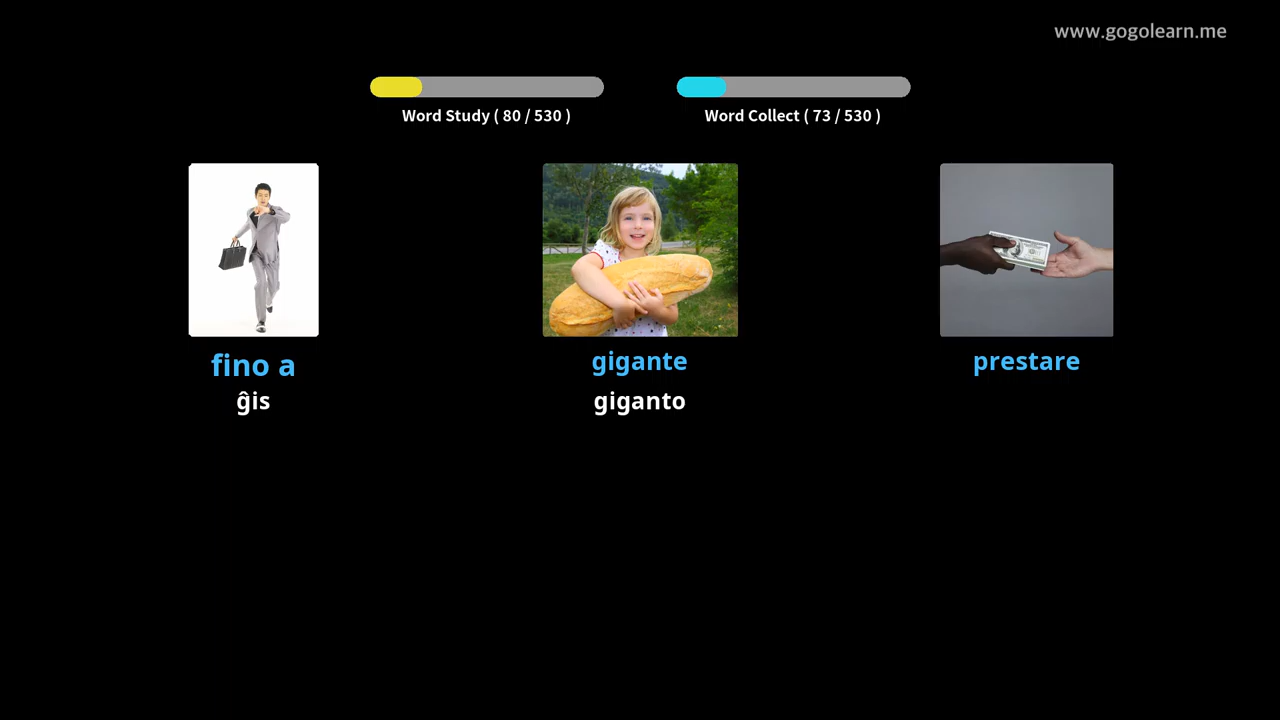 www.gogolearn.me
Word Study ( 80 / 530 )
Word Collect ( 73 / 530 )
fino a
gigante
prestare
ĝis
giganto